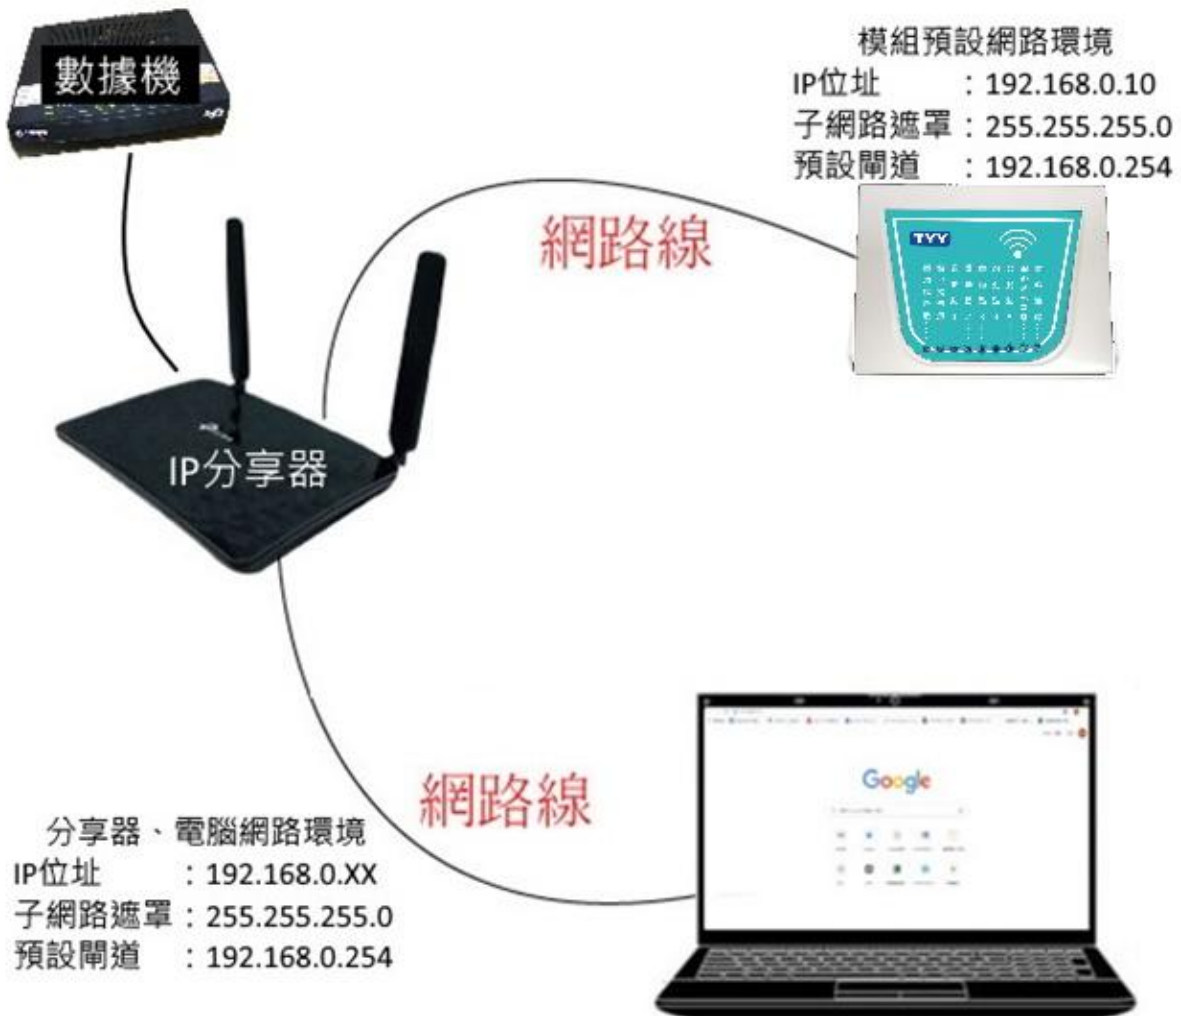 數據機
模組預設網路環境
IP位址 : 192.168.0.10
子網路遮罩 : 255.255.255.0
預設閘道 : 192.168.0.254
網路線
TYY
IP分享器
Google
網路線
分享器、電腦網路環境
IP位址 : 192.168.0.XX
子網路遮罩 : 255.255.255.0
預設閘道 : 192.168.0.254